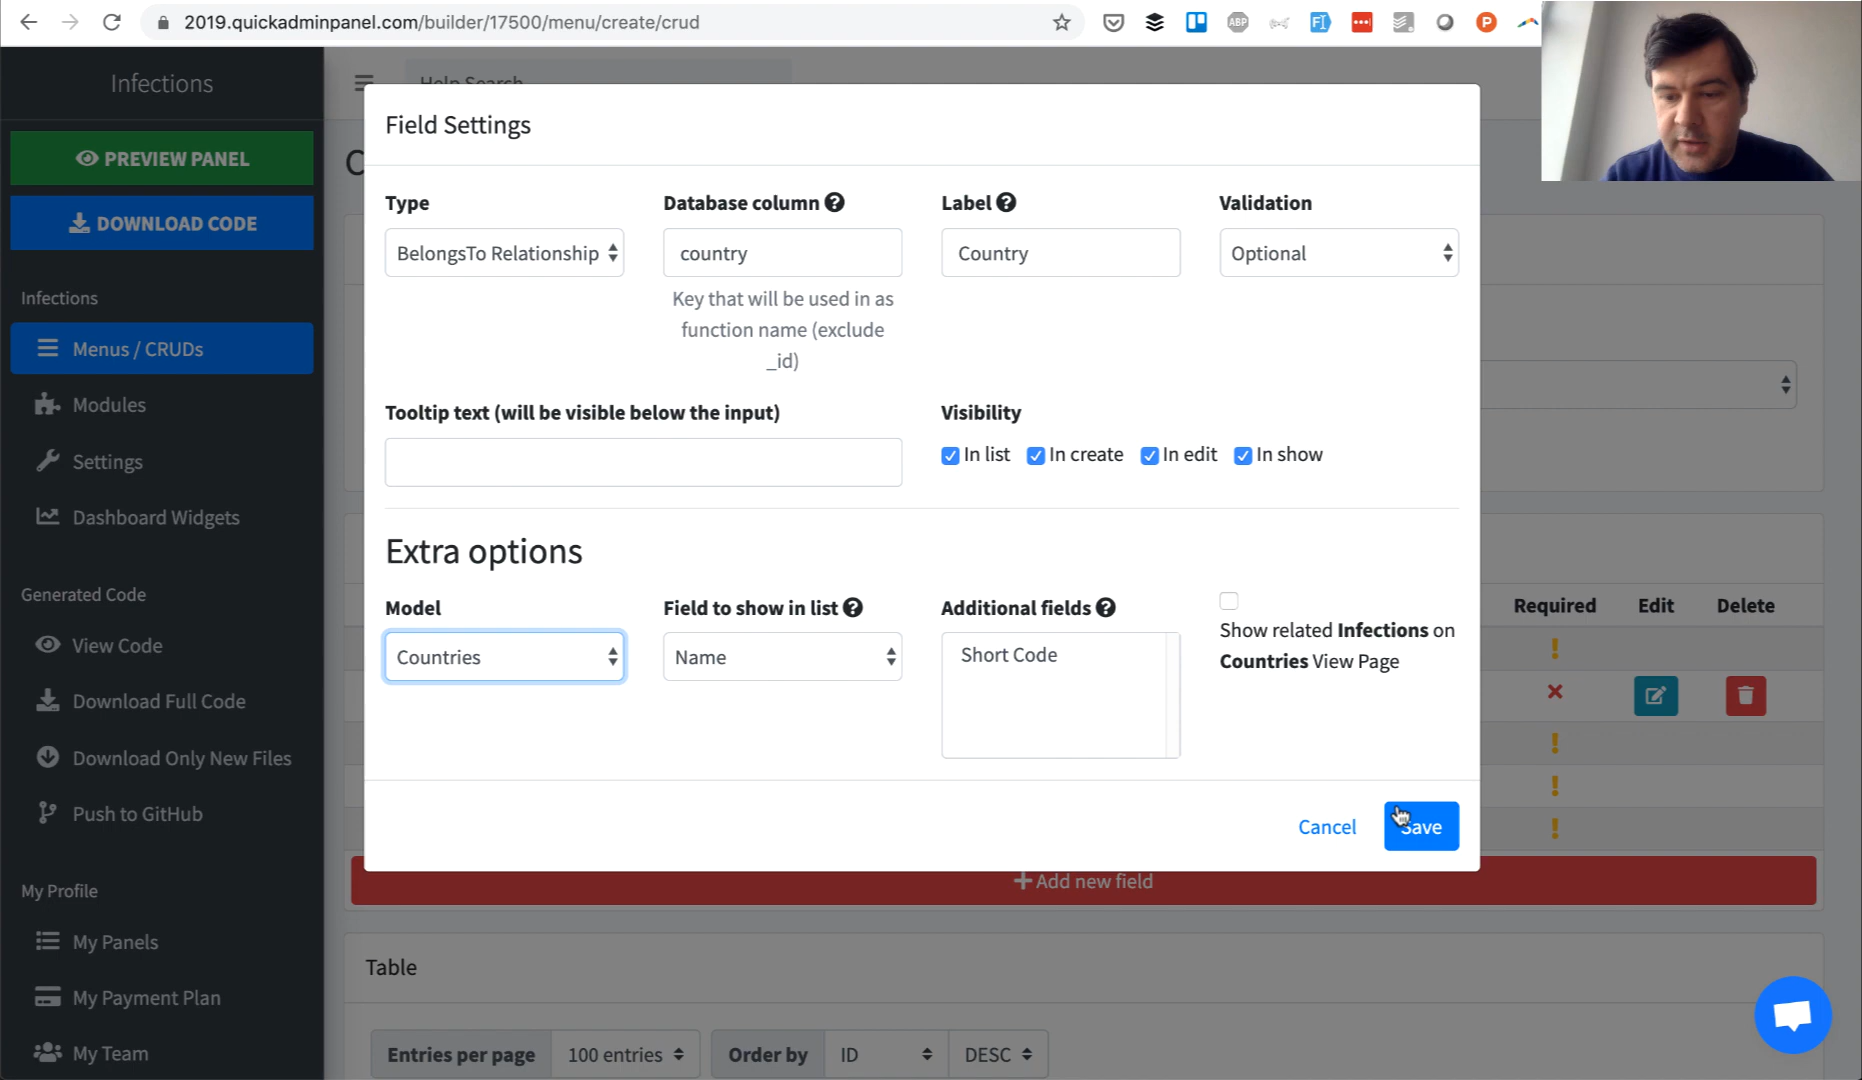 2019.quickadminpanel.com/builder/17500/menu/create/crud
ABP
P
Infections
Help Search
PREVIEW PANEL
DOWNLOAD CODE
Infections
Menus / CRUDs
Modules
Settings
Dashboard Widgets
Generated Code
View Code
Download Full Code
Download Only New Files
Push to GitHub
My Profile
My Panels
My Payment Plan
My Team
Field Settings
Type
Database column
Label
Validation
BelongsTo Relationship
country
Country
Optional
Key that will be used in as
function name (exclude
_id)
Tooltip text (will be visible below the input)
Visibility
In list
In create
In edit
In show
Extra options
Model
Field to show in list
Additional fields
Countries
Name
Short Code
Show related Infections on
Countries View Page
Cancel
Save
Required
Edit
Delete
Add new field
Table
Entries per page
100 entries
Order by
ID
DESC